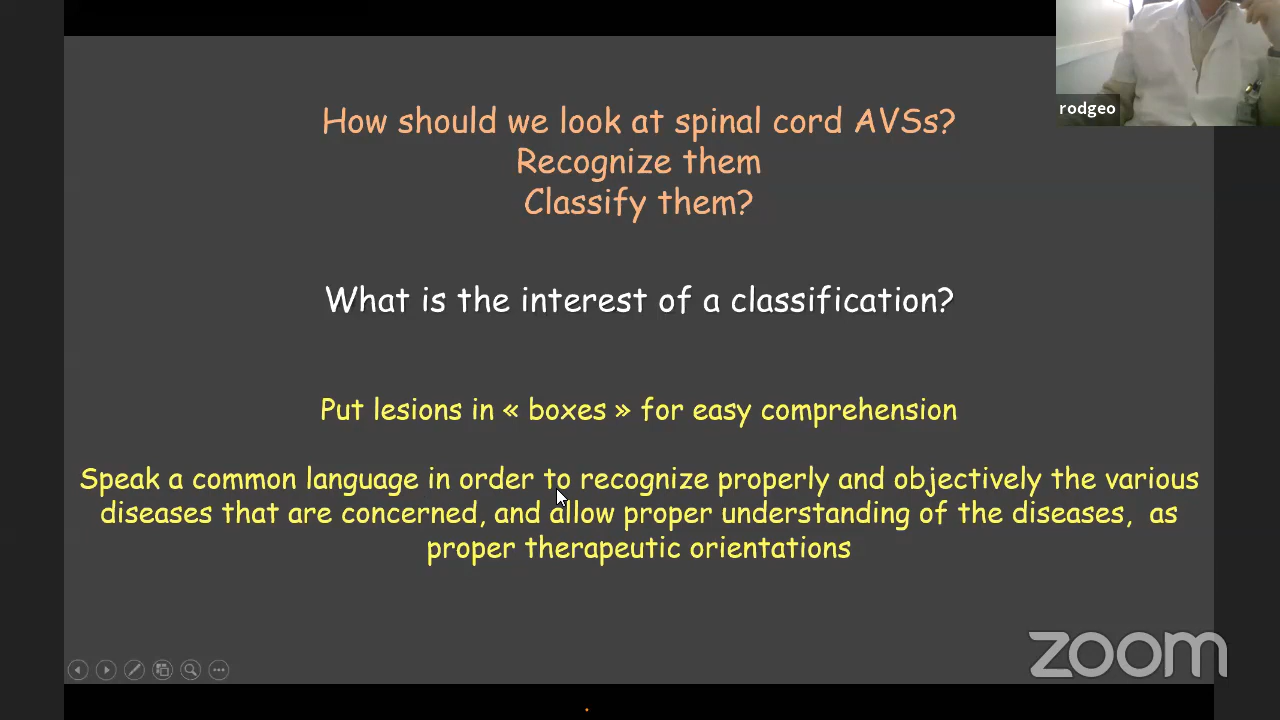 rodgeo
How should we look at spinal cord AVSs?
Recognize them
Classify them?
What is the interest of a classification?
Put lesions in « boxes » for easy comprehension
Speak a common language in order to recognize properly and objectively the various
diseases that are concerned, and allow proper understanding of the diseases, as
proper therapeutic orientations
zoom